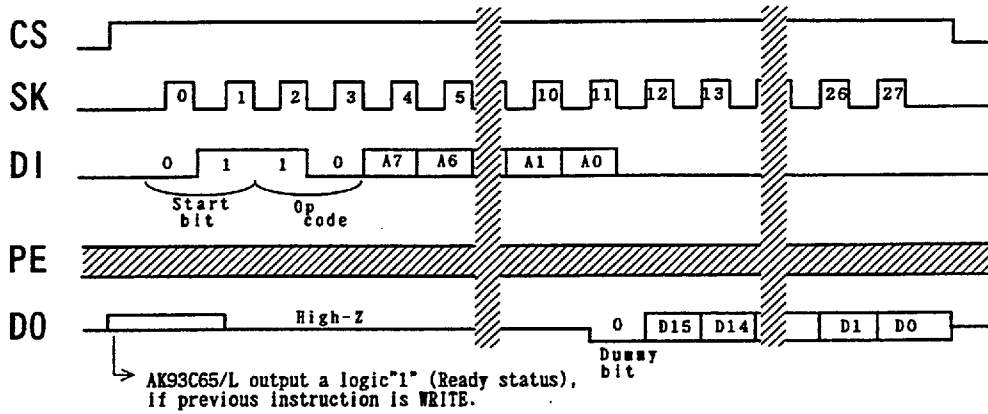 CS
SK 0 1 2 3 4 5 10 11 12 13 26 27
DI 0 1 1 0 A7 A6 A1 A0
Start bit
Op code
PE
DO High-Z 0 D15 D14 D1 D0
Dummy bit
AK93C65/L output a logic"1" (Ready status),
if previous instruction is WRITE.